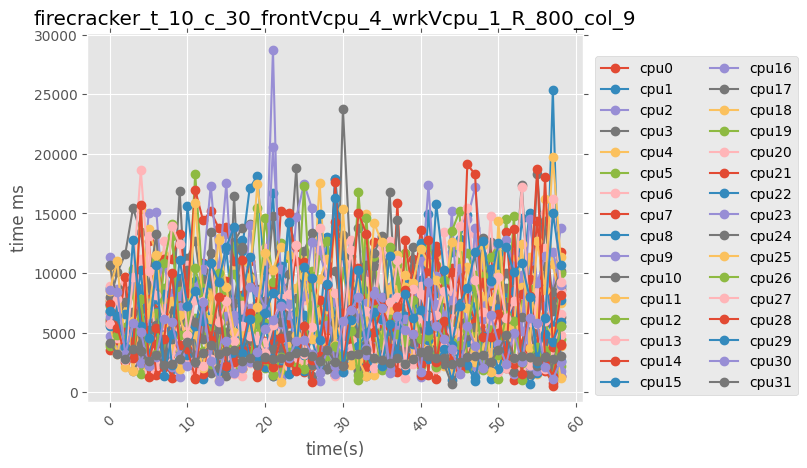 firecracker_t_10_c_30_frontVcpu_4_wrkVcpu_1_R_800_col_9
30000
25000
20000
15000
10000
5000
0
time ms
0
10
20
30
40
50
60
time(s)
cpu0
cpu1
cpu2
cpu3
cpu4
cpu5
cpu6
cpu7
cpu8
cpu9
cpu10
cpu11
cpu12
cpu13
cpu14
cpu15
cpu16
cpu17
cpu18
cpu19
cpu20
cpu21
cpu22
cpu23
cpu24
cpu25
cpu26
cpu27
cpu28
cpu29
cpu30
cpu31